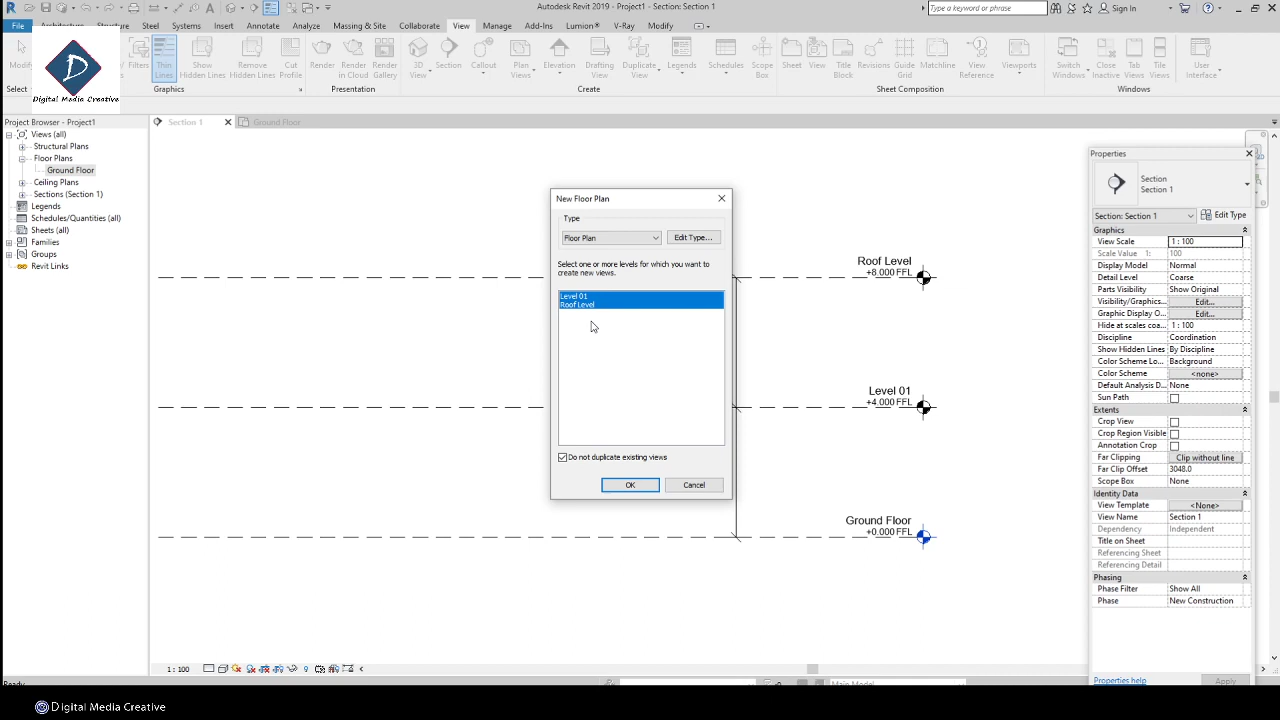 Autodesk Revit 2019 - Project1 - Section: Section 1
Type a keyword or phrase
Sign In
File Architecture Structure Steel Systems Insert Annotate Analyze Massing & Site Collaborate View Manage Add-Ins Lumion® V-Ray Modify
Modify
Filters
Thin Lines
Show Hidden Lines
Remove Hidden Lines
Cut Profile
Render
Render in Cloud
Render Gallery
3D View
Section
Callout
Plan Views
Elevation
Drafting View
Duplicate View
Legends
Schedules
Scope Box
Sheet
View
Title Block
Revisions
Guide Grid
Matchline
View Reference
Viewports
Switch Windows
Close Inactive
Tab Views
Tile Views
User Interface
Select Graphics Presentation Create Sheet Composition Windows
D
Digital Media Creative
Project Browser - Project1
Views (all)
Structural Plans
Floor Plans
Ground Floor
Ceiling Plans
Sections (Section 1)
Legends
Schedules/Quantities (all)
Sheets (all)
Families
Groups
Revit Links
Section 1
Ground Floor
New Floor Plan
Type
Floor Plan
Edit Type...
Select one or more levels for which you want to
create new views.
Level 01
Roof Level
Do not duplicate existing views
OK Cancel
Roof Level
+8.000 FFL
Level 01
+4.000 FFL
Ground Floor
+0.000 FFL
Properties
Section
Section 1
Section: Section 1
Edit Type
Graphics
View Scale 1 : 100
Scale Value 1: 100
Display Model Normal
Detail Level Coarse
Parts Visibility Show Original
Visibility/Graphics... Edit...
Graphic Display O... Edit...
Hide at scales coa... 1 : 100
Discipline Coordination
Show Hidden Lines By Discipline
Color Scheme Lo... Background
Color Scheme <none>
Default Analysis D... None
Sun Path
Extents
Crop View
Crop Region Visible
Annotation Crop
Far Clipping Clip without line
Far Clip Offset 3048.0
Scope Box None
Identity Data
View Template <None>
View Name Section 1
Dependency Independent
Title on Sheet
Referencing Sheet
Referencing Detail
Phasing
Phase Filter Show All
Phase New Construction
Properties help
Apply
1 : 100
Ready
Main Model
Digital Media Creative